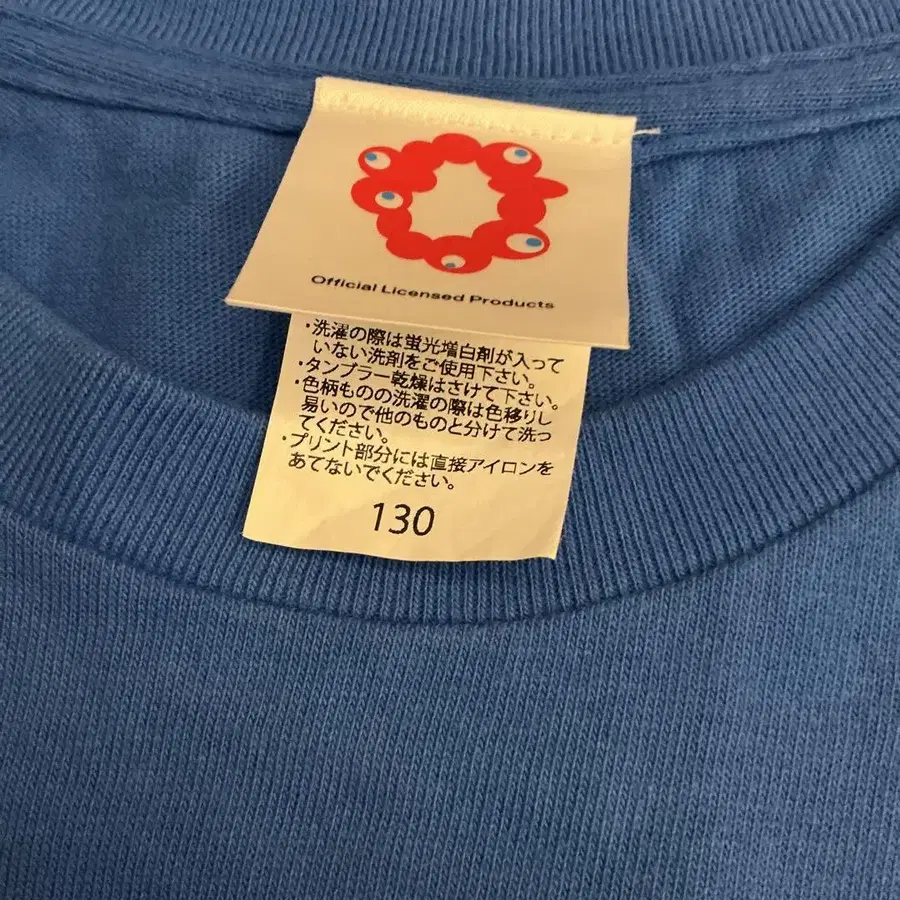 Official Licensed Products
・洗濯の際は蛍光増白剤が入って
いない洗剤をご使用下さい。
・タンブラー乾燥はさけて下さい。
・色柄ものの洗濯の際は色移りし
易いので他のものと分けて洗っ
てください。
・プリント部分には直接アイロンを
あてないでください。
130